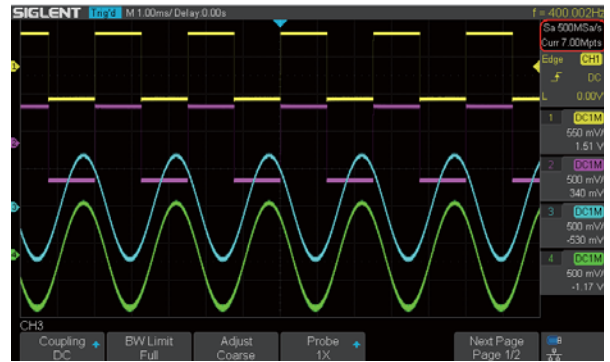 SIGLENT Trig'd M 1.00ms/ Delay:0.00s f = 400.002Hz
Sa 500MSa/s
Curr 7.00Mpts
Edge CH1
DC
L 0.00V
1 DC1M
550 mV/
1.51 V
2 DC1M
500 mV/
340 mV
3 DC1M
500 mV/
-530 mV
4 DC1M
500 mV/
-1.17 V
CH3
Coupling BW Limit Adjust Probe Next Page
DC Full Coarse 1X Page 1/2